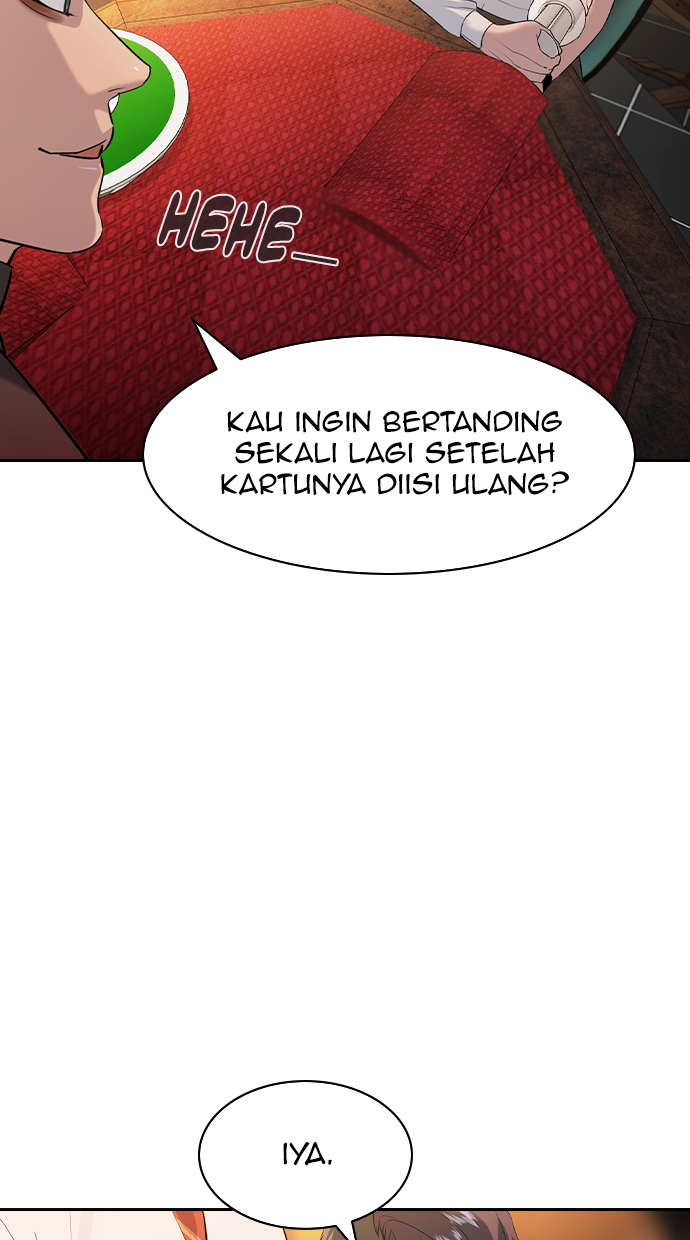 HEHE_
KAU INGIN BERTANDING
SEKALI LAGI SETELAH
KARTUNYA DIISI ULANG?
IYA.